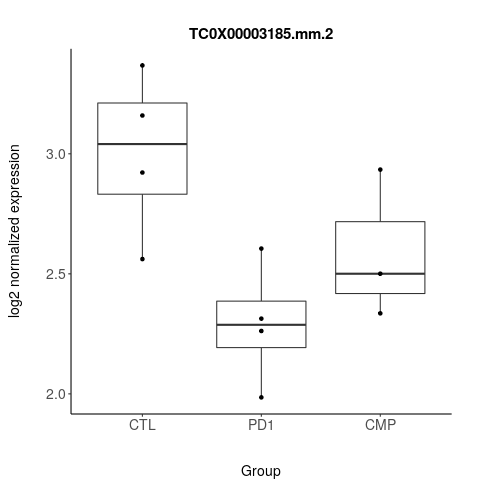 TC0X00003185.mm.2
log2 normalized expression
3.0
2.5
2.0
CTL PD1 CMP
Group